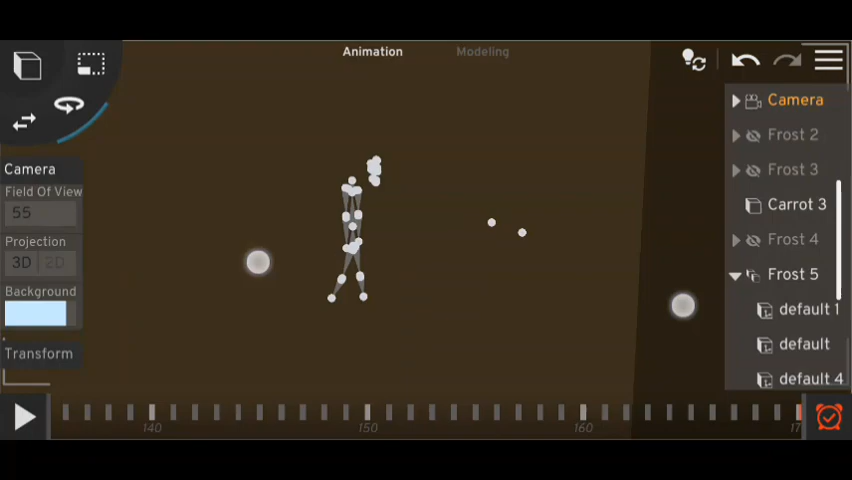 Animation
Modeling
Camera
Field Of View
55
Projection
3D 2D
Background
Transform
Camera
Frost 2
Frost 3
Carrot 3
Frost 4
Frost 5
default 1
default
default 4
140
150
160
17